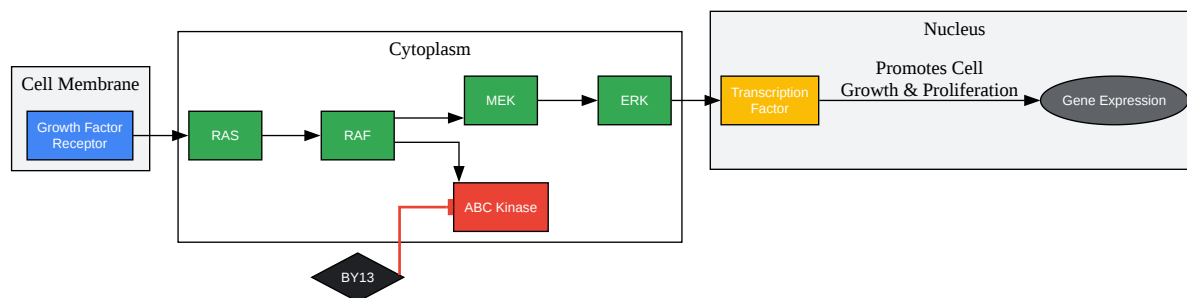 Cell Membrane
Growth Factor
Receptor
Cytoplasm
RAS
RAF
MEK
ERK
ABC Kinase
BY13
Nucleus
Transcription
Factor
Promotes Cell
Growth & Proliferation
Gene Expression